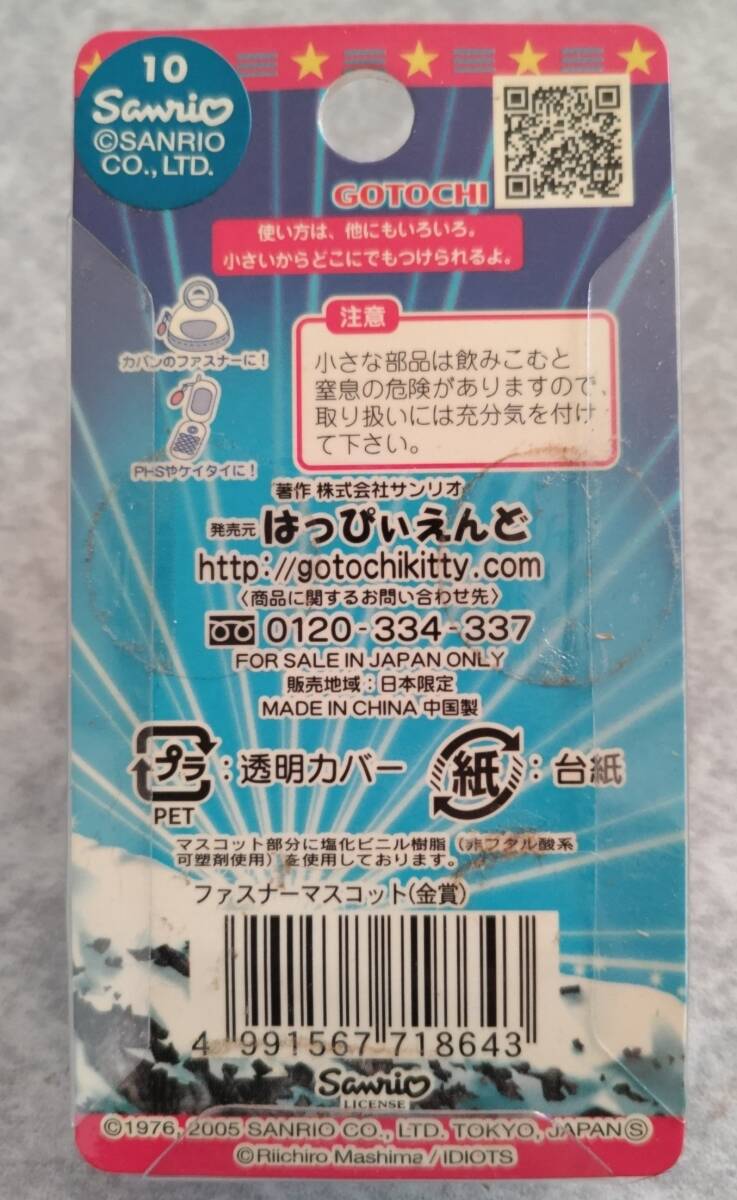 10
Sanrio
©SANRIO
CO., LTD.
GOTOCHI
使い方は、他にもいろいろ。
小さいからどこにでもつけられるよ。
カバンのファスナーに!
PHSやケイタイに!
注意
小さな部品は飲みこむと
窒息の危険がありますので、
取り扱いには充分気を付け
て下さい。
著作 株式会社サンリオ
発売元 はっぴぃえんど
http://gotochikitty.com
〈商品に関するお問い合わせ先〉
0120-334-337
FOR SALE IN JAPAN ONLY
販売地域:日本限定
MADE IN CHINA 中国製
プラ:透明カバー
PET
紙:台紙
マスコット部分に塩化ビニル樹脂(非フタル酸系
可塑剤使用)を使用しております。
ファスナーマスコット(金賞)
4 991567 718643
Sanrio
LICENSE
©1976, 2005 SANRIO CO., LTD. TOKYO, JAPAN Ⓢ
©Riichiro Mashima / IDIOTS